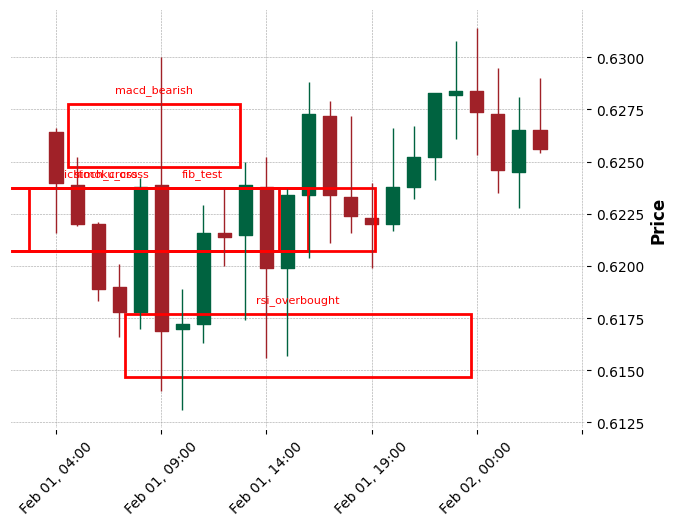 macd_bearish
fib_test
rsi_overbought
0.6300
0.6275
0.6250
0.6225
0.6200
0.6175
0.6150
0.6125
Price
Feb 01, 04:00
Feb 01, 09:00
Feb 01, 14:00
Feb 01, 19:00
Feb 02, 00:00